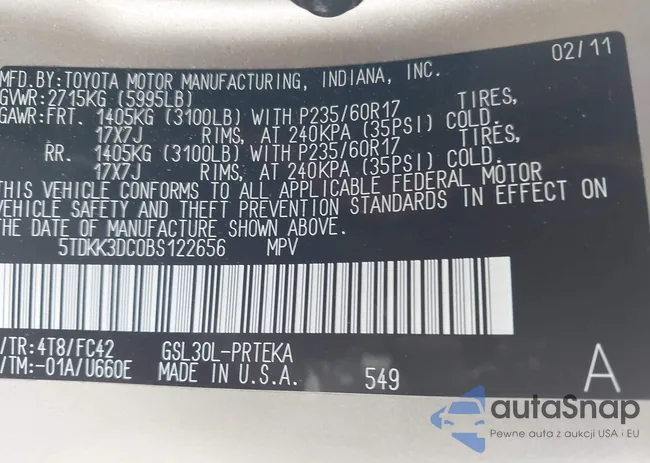 02/11
MFD.BY:TOYOTA MOTOR MANUFACTURING, INDIANA, INC.
GVWR:2715KG (5995LB)
GAWR:FRT. 1405KG (3100LB) WITH P235/60R17 TIRES,
17X7J RIMS, AT 240KPA (35PSI) COLD.
RR. 1405KG (3100LB) WITH P235/60R17 TIRES,
17X7J RIMS, AT 240KPA (35PSI) COLD.
THIS VEHICLE CONFORMS TO ALL APPLICABLE FEDERAL MOTOR
VEHICLE SAFETY AND THEFT PREVENTION STANDARDS IN EFFECT ON
THE DATE OF MANUFACTURE SHOWN ABOVE.
5TDKK3DC0BS122656 MPV
/TR:4T8/FC42 GSL30L-PRTEKA
/TM:-01A/U660E MADE IN U.S.A. 549 A
autaSnap
Pewne auta z aukcji USA i EU